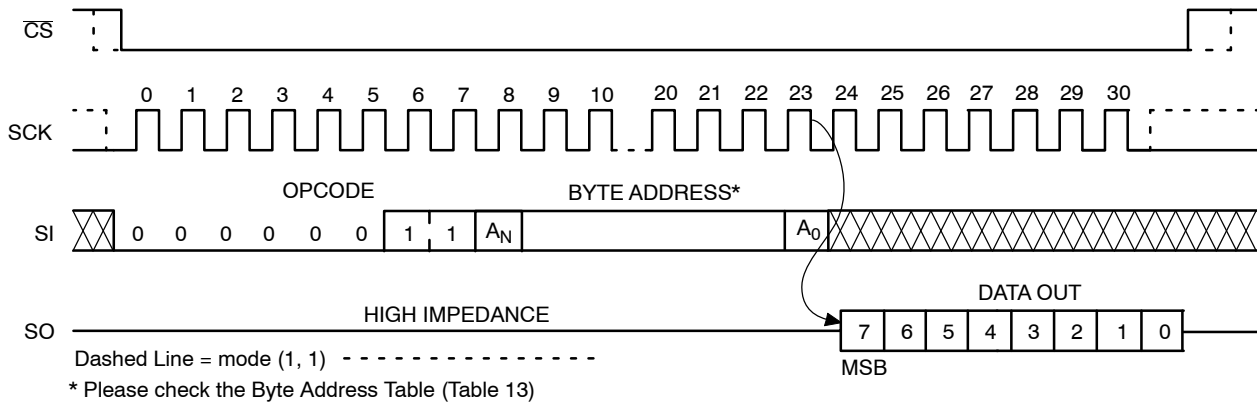 CS
0 1 2 3 4 5 6 7 8 9 10 20 21 22 23 24 25 26 27 28 29 30
SCK
OPCODE BYTE ADDRESS*
SI 0 0 0 0 0 0 1 1 AN A0
DATA OUT
HIGH IMPEDANCE
SO 7 6 5 4 3 2 1 0
Dashed Line = mode (1, 1)
MSB
* Please check the Byte Address Table (Table 13)